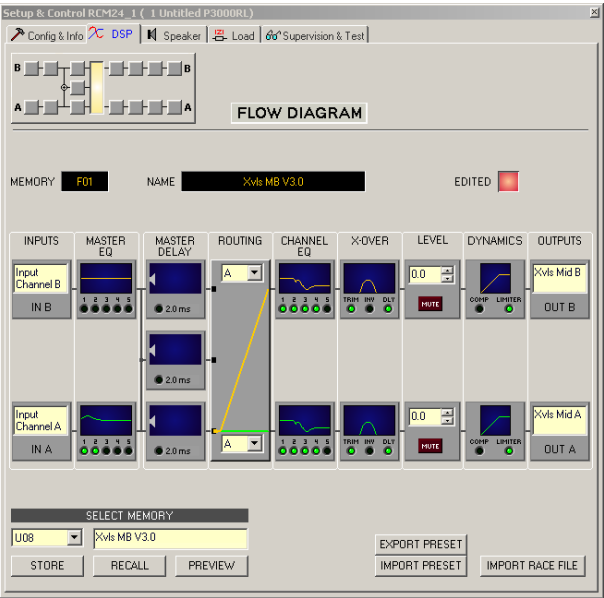 Setup & Control RCM24_1 ( 1 Untitled P3000RL)
Config & Info DSP Speaker Load Supervision & Test
B B
A A
FLOW DIAGRAM
MEMORY F01 NAME Xvls MB V3.0 EDITED
INPUTS MASTER EQ MASTER DELAY ROUTING CHANNEL EQ X-OVER LEVEL DYNAMICS OUTPUTS
Input Channel B A 0.0 Xvls Mid B
IN B 1 2 3 4 5 2.0 ms 1 2 3 4 5 TRIM INV DLY MUTE COMP LIMITER OUT B
2.0 ms
Input Channel A 0.0 Xvls Mid A
IN A 1 2 3 4 5 2.0 ms A 1 2 3 4 5 TRIM INV DLY MUTE COMP LIMITER OUT A
SELECT MEMORY
U08 Xvls MB V3.0
EXPORT PRESET
STORE RECALL PREVIEW IMPORT PRESET IMPORT RACE FILE